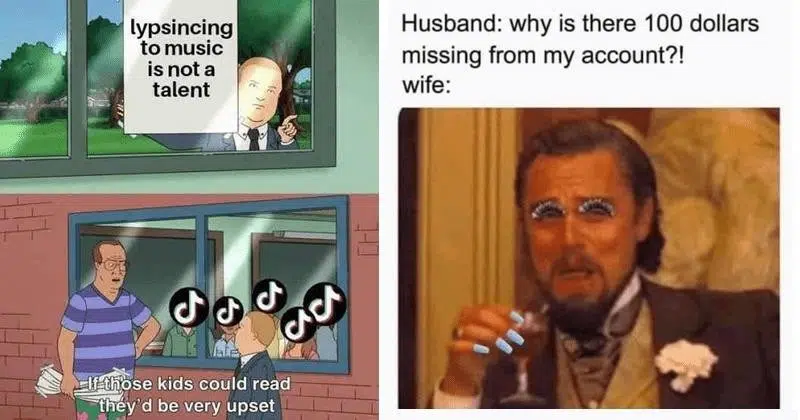 lypsincing
to music
is not a
talent
If those kids could read
they'd be very upset
Husband: why is there 100 dollars
missing from my account?!
wife: